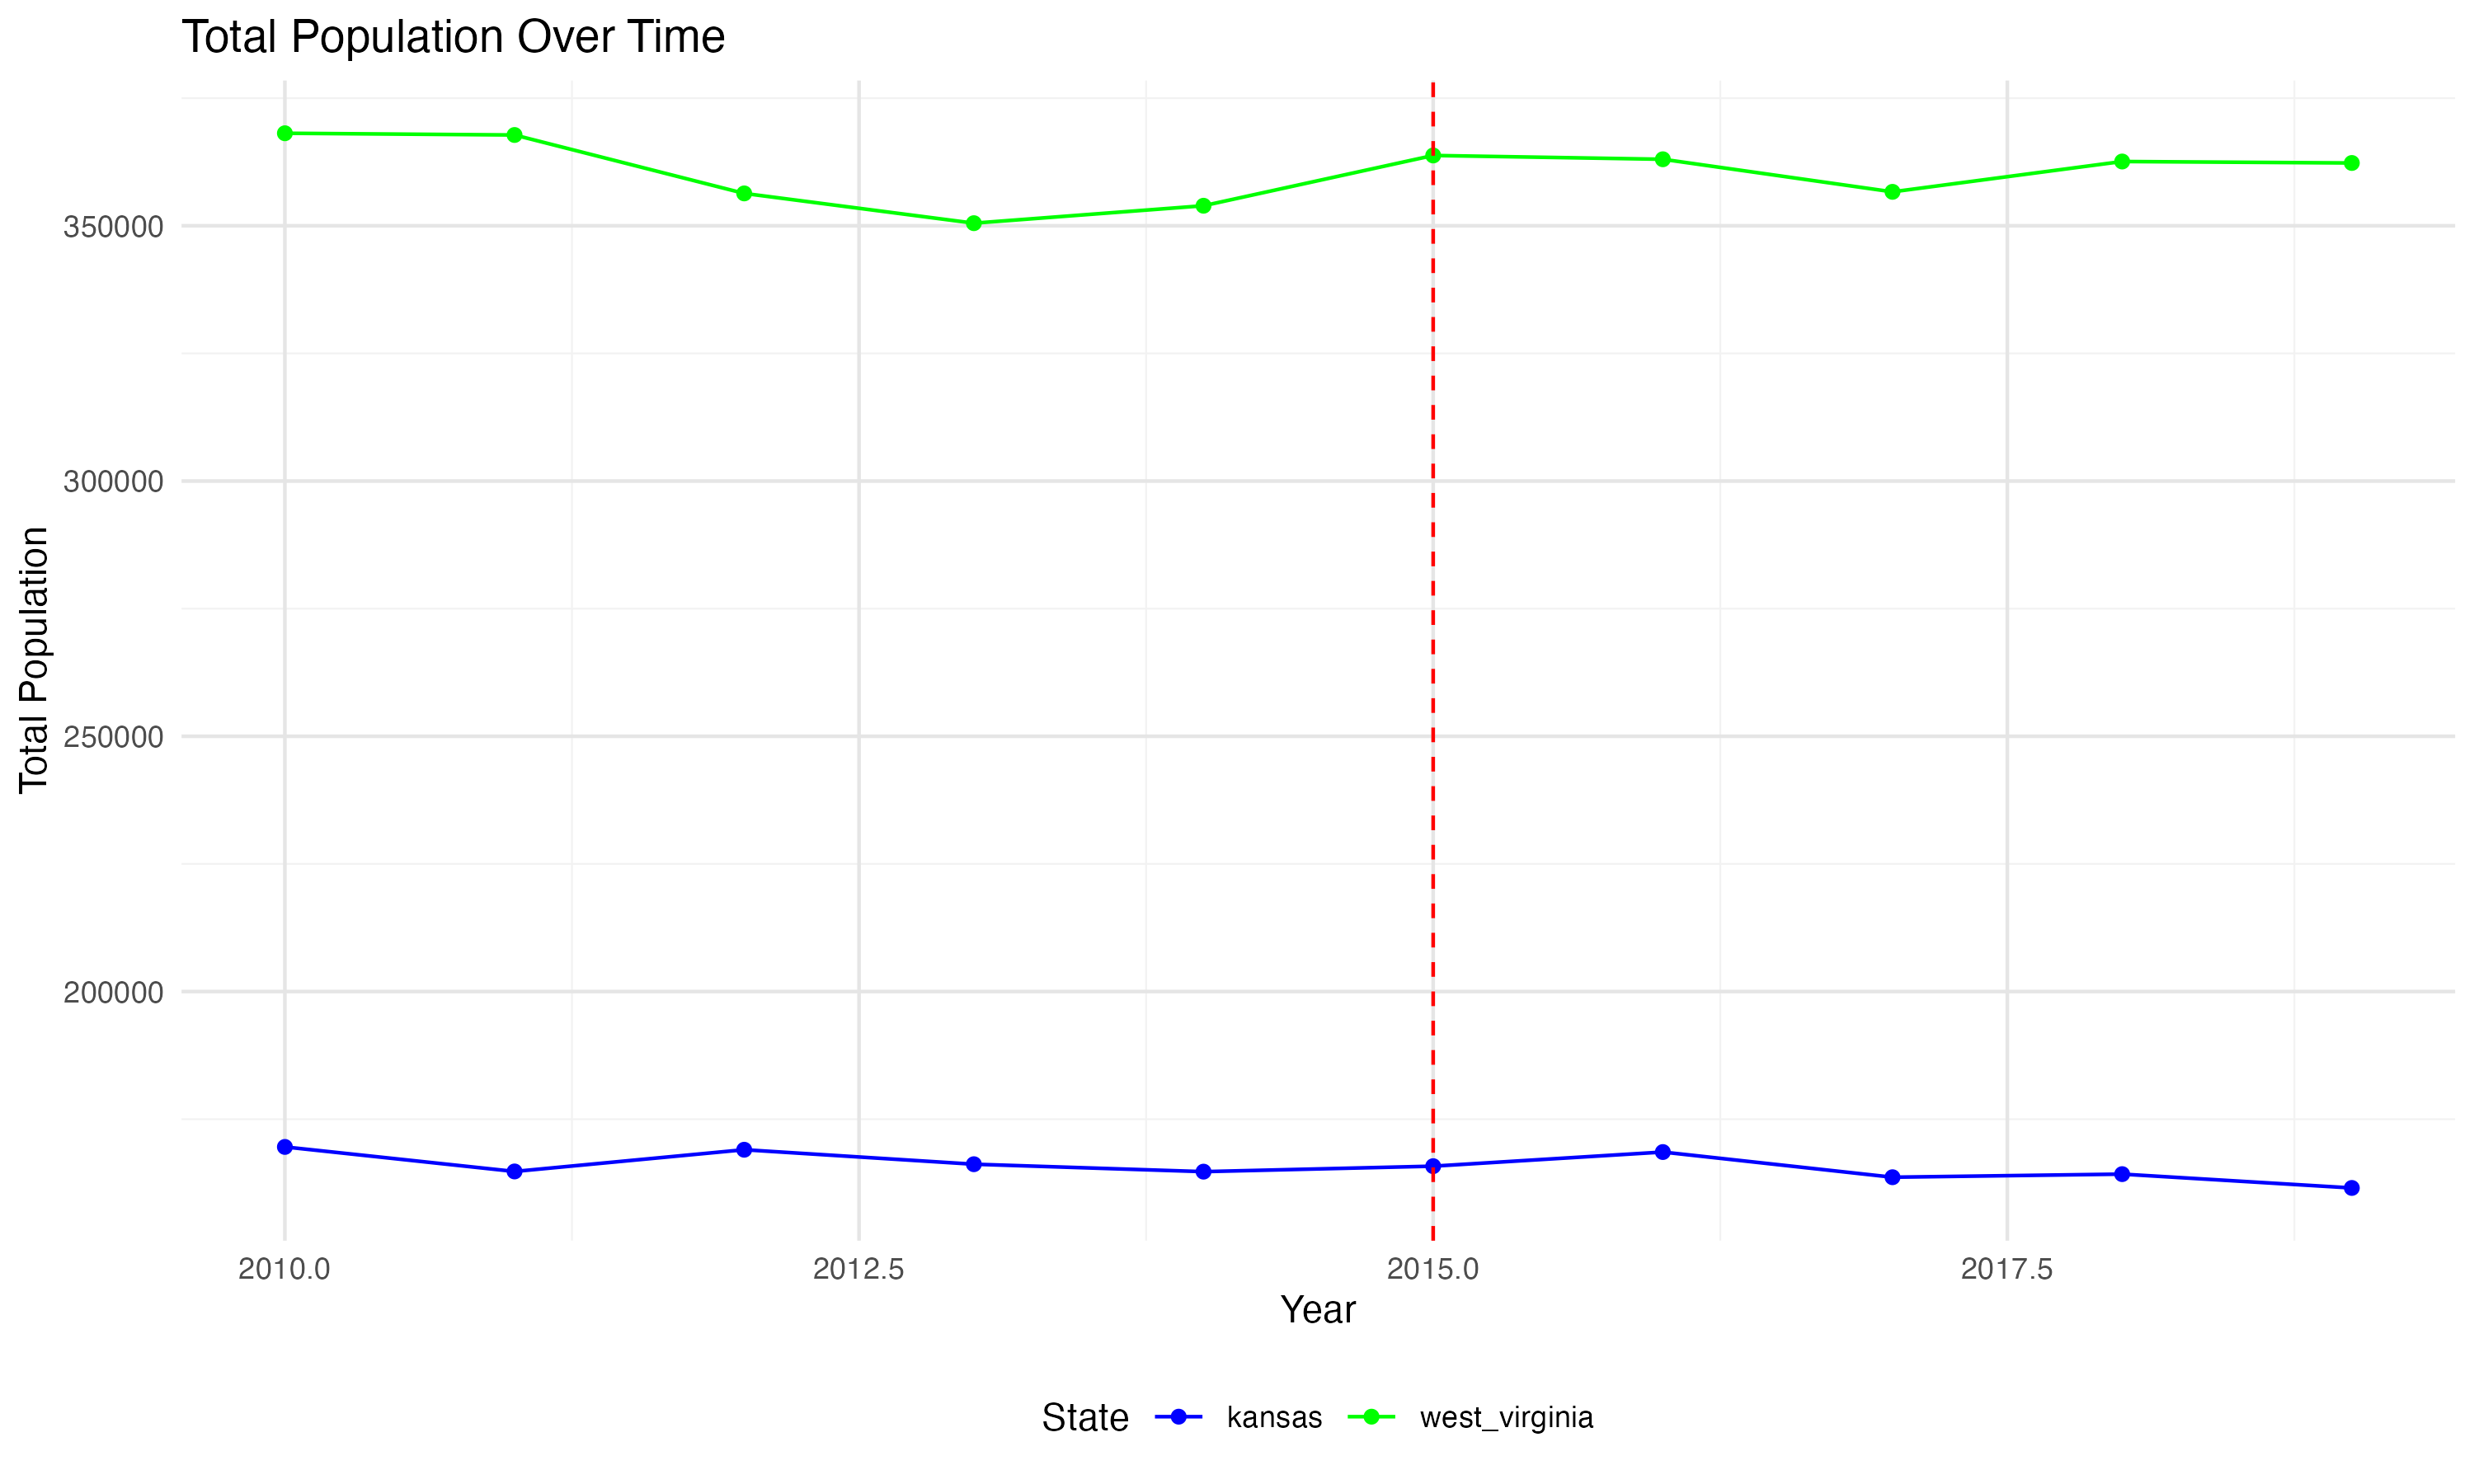 Total Population Over Time
Total Population
350000
300000
250000
200000
2010.0 2012.5 2015.0 2017.5
Year
State kansas west_virginia